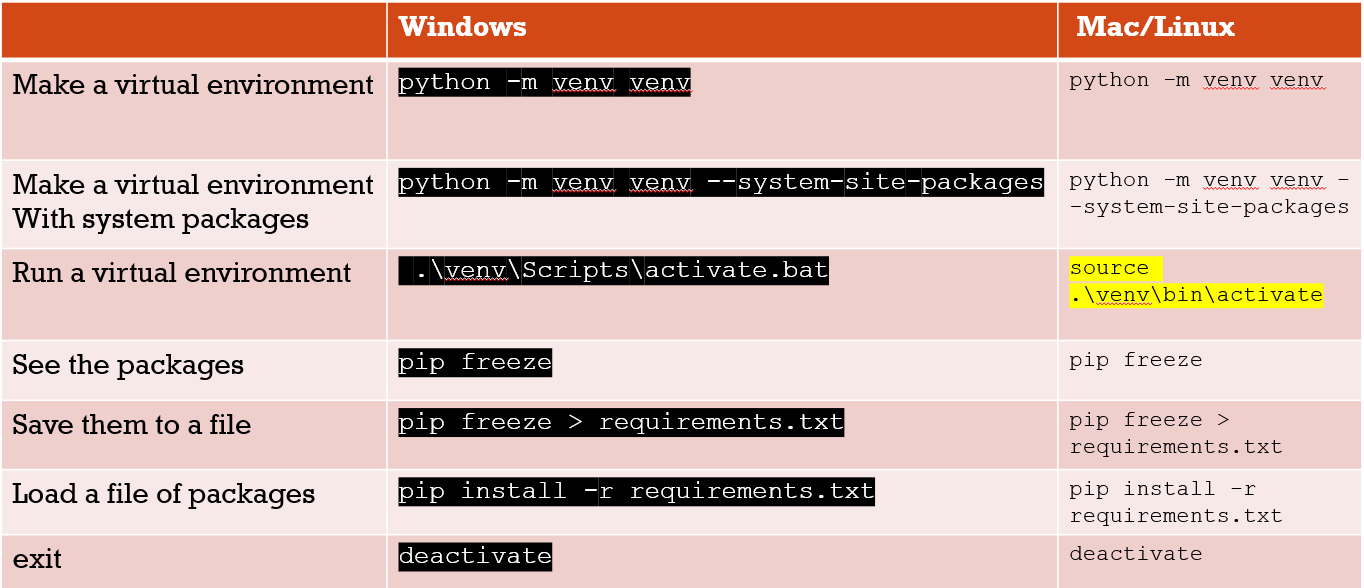 Windows
Mac/Linux
Make a virtual environment
python -m venv venv
python -m venv venv
Make a virtual environment
With system packages
python -m venv venv --system-site-packages
python -m venv venv -
-system-site-packages
Run a virtual environment
.\venv\Scripts\activate.bat
source
.\venv\bin\activate
See the packages
pip freeze
pip freeze
Save them to a file
pip freeze > requirements.txt
pip freeze >
requirements.txt
Load a file of packages
pip install -r requirements.txt
pip install -r
requirements.txt
exit
deactivate
deactivate